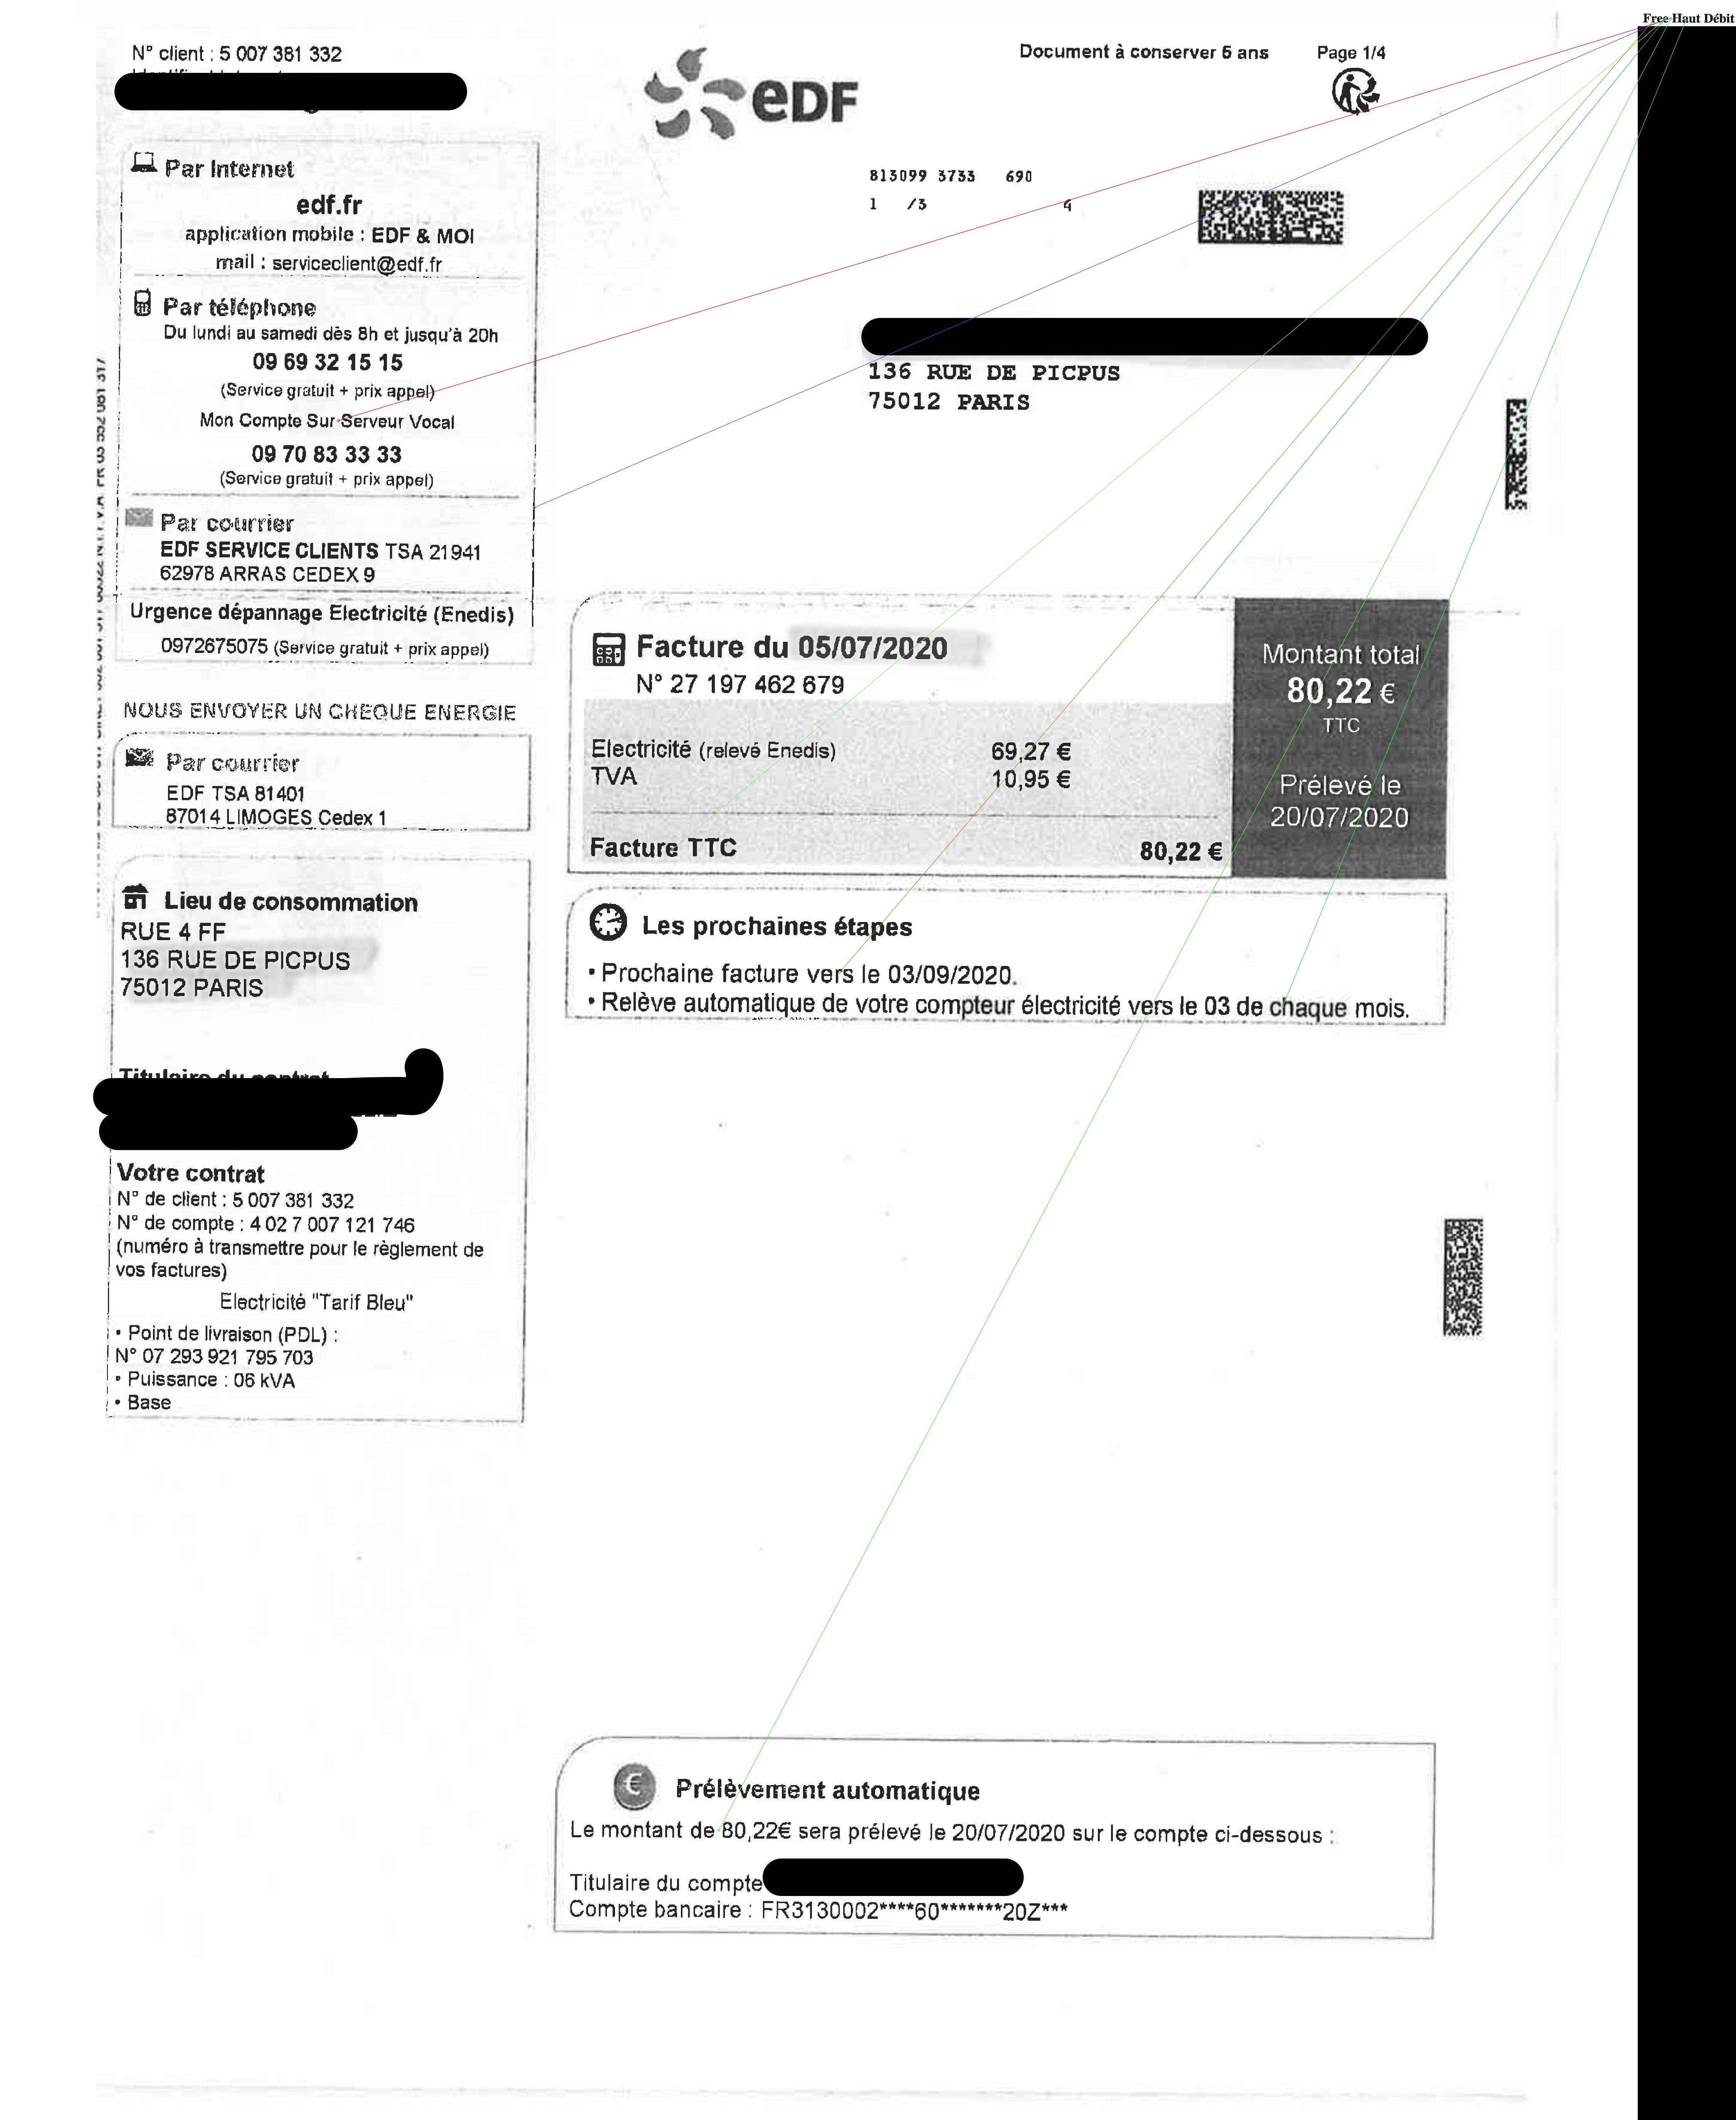 Free Haut Débit
N° client : 5 007 381 332
Document à conserver 5 ans
Page 1/4
eDF
Par Internet
edf.fr
application mobile : EDF & MOI
mail : serviceclient@edf.fr
Par téléphone
Du lundi au samedi dès 8h et jusqu'à 20h
09 69 32 15 15
(Service gratuit + prix appel)
Mon Compte Sur Serveur Vocal
09 70 83 33 33
(Service gratuit + prix appel)
Par courrier
EDF SERVICE CLIENTS TSA 21941
62978 ARRAS CEDEX 9
Urgence dépannage Electricité (Enedis)
0972675075 (Service gratuit + prix appel)
813099 3733 690
1 /3 4
136 RUE DE PICPUS
75012 PARIS
NOUS ENVOYER UN CHEQUE ENERGIE
Par courrier
EDF TSA 81401
87014 LIMOGES Cedex 1
Facture du 05/07/2020
N° 27 197 462 679
Electricité (relevé Enedis) 69,27 €
TVA 10,95 €
Facture TTC 80,22 €
Montant total
80,22 €
TTC
Prélevé le
20/07/2020
Lieu de consommation
RUE 4 FF
136 RUE DE PICPUS
75012 PARIS
Les prochaines étapes
• Prochaine facture vers le 03/09/2020.
• Relève automatique de votre compteur électricité vers le 03 de chaque mois.
Titulaire du contrat
Votre contrat
N° de client : 5 007 381 332
N° de compte : 4 02 7 007 121 746
(numéro à transmettre pour le règlement de
vos factures)
Electricité "Tarif Bleu"
• Point de livraison (PDL) :
N° 07 293 921 795 703
• Puissance : 06 kVA
• Base
€
Prélèvement automatique
Le montant de 80,22€ sera prélevé le 20/07/2020 sur le compte ci-dessous :
Titulaire du compte
Compte bancaire : FR3130002****60*******20Z***